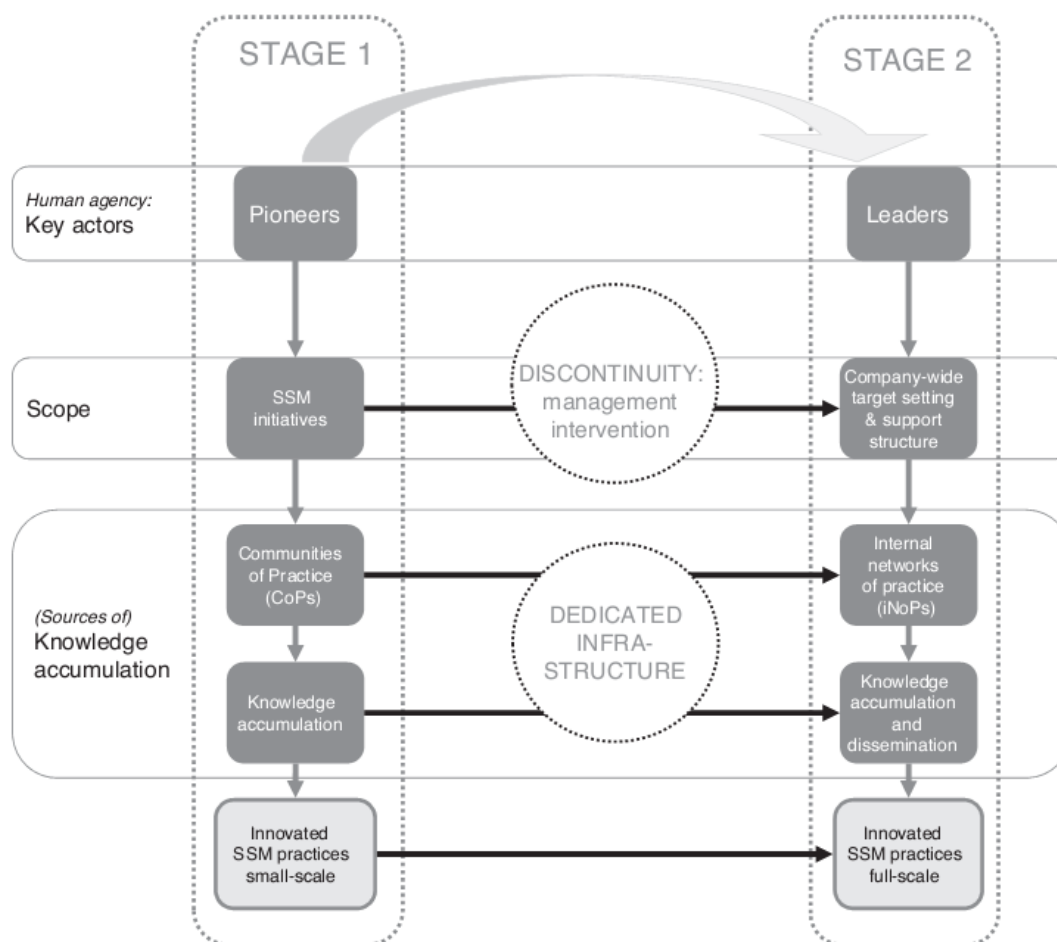 STAGE 1
STAGE 2
Human agency:
Key actors
Pioneers
Leaders
Scope
SSM
initiatives
DISCONTINUITY:
management
intervention
Company-wide
target setting
& support
structure
(Sources of)
Knowledge
accumulation
Communities
of Practice
(CoPs)
DEDICATED
INFRA-
STRUCTURE
Internal
networks
of practice
(iNoPs)
Knowledge
accumulation
Knowledge
accumulation
and
dissemination
Innovated
SSM practices
small-scale
Innovated
SSM practices
full-scale